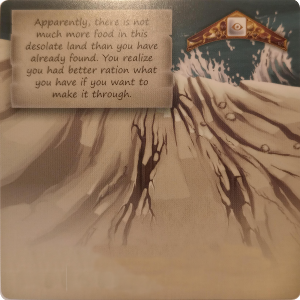 Apparently, there is not
much more food in this
desolate land than you have
already found. You realize
you had better ration what
you have if you want to
make it through.